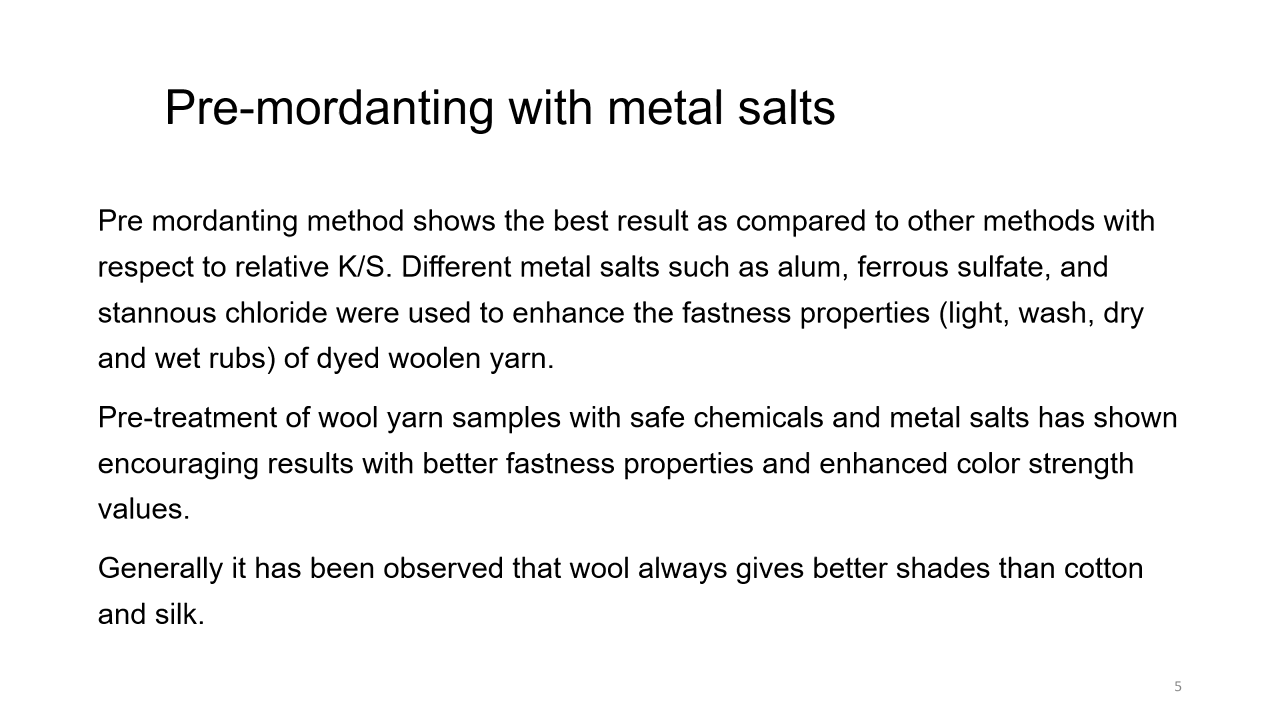 Pre-mordanting with metal salts
Pre mordanting method shows the best result as compared to other methods with
respect to relative K/S. Different metal salts such as alum, ferrous sulfate, and
stannous chloride were used to enhance the fastness properties (light, wash, dry
and wet rubs) of dyed woolen yarn.
Pre-treatment of wool yarn samples with safe chemicals and metal salts has shown
encouraging results with better fastness properties and enhanced color strength
values.
Generally it has been observed that wool always gives better shades than cotton
and silk.
5